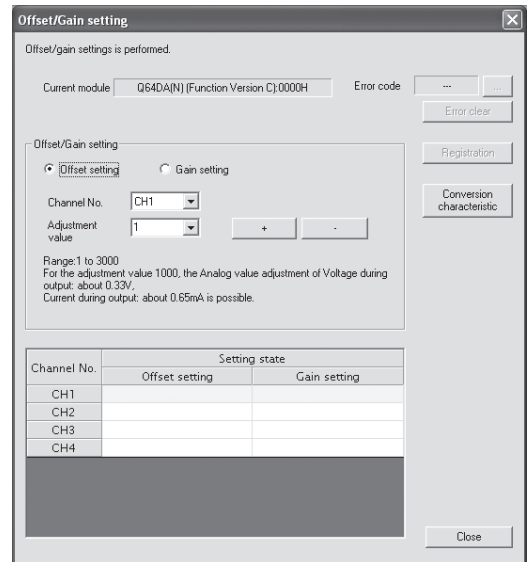 Offset/Gain setting
Offset/gain settings is performed.
Current module Q64DA(N) (Function Version C):0000H Error code --- ...
Error clear
Offset/Gain setting
Registration
Offset setting Gain setting
Conversion
characteristic
Channel No. CH1
Adjustment
value 1 + -
Range:1 to 3000
For the adjustment value 1000, the Analog value adjustment of Voltage during
output: about 0.33V,
Current during output: about 0.65mA is possible.
Channel No. Setting state
Offset setting Gain setting
CH1
CH2
CH3
CH4
Close